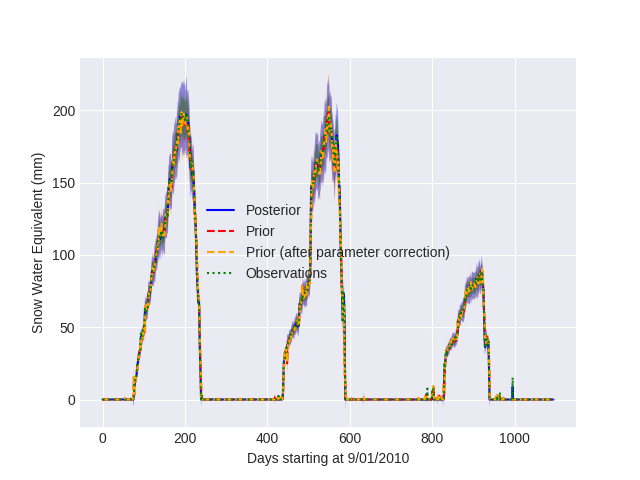 200
150
100
50
0
Snow Water Equivalent (mm)
Posterior
Prior
Prior (after parameter correction)
Observations
0 200 400 600 800 1000
Days starting at 9/01/2010